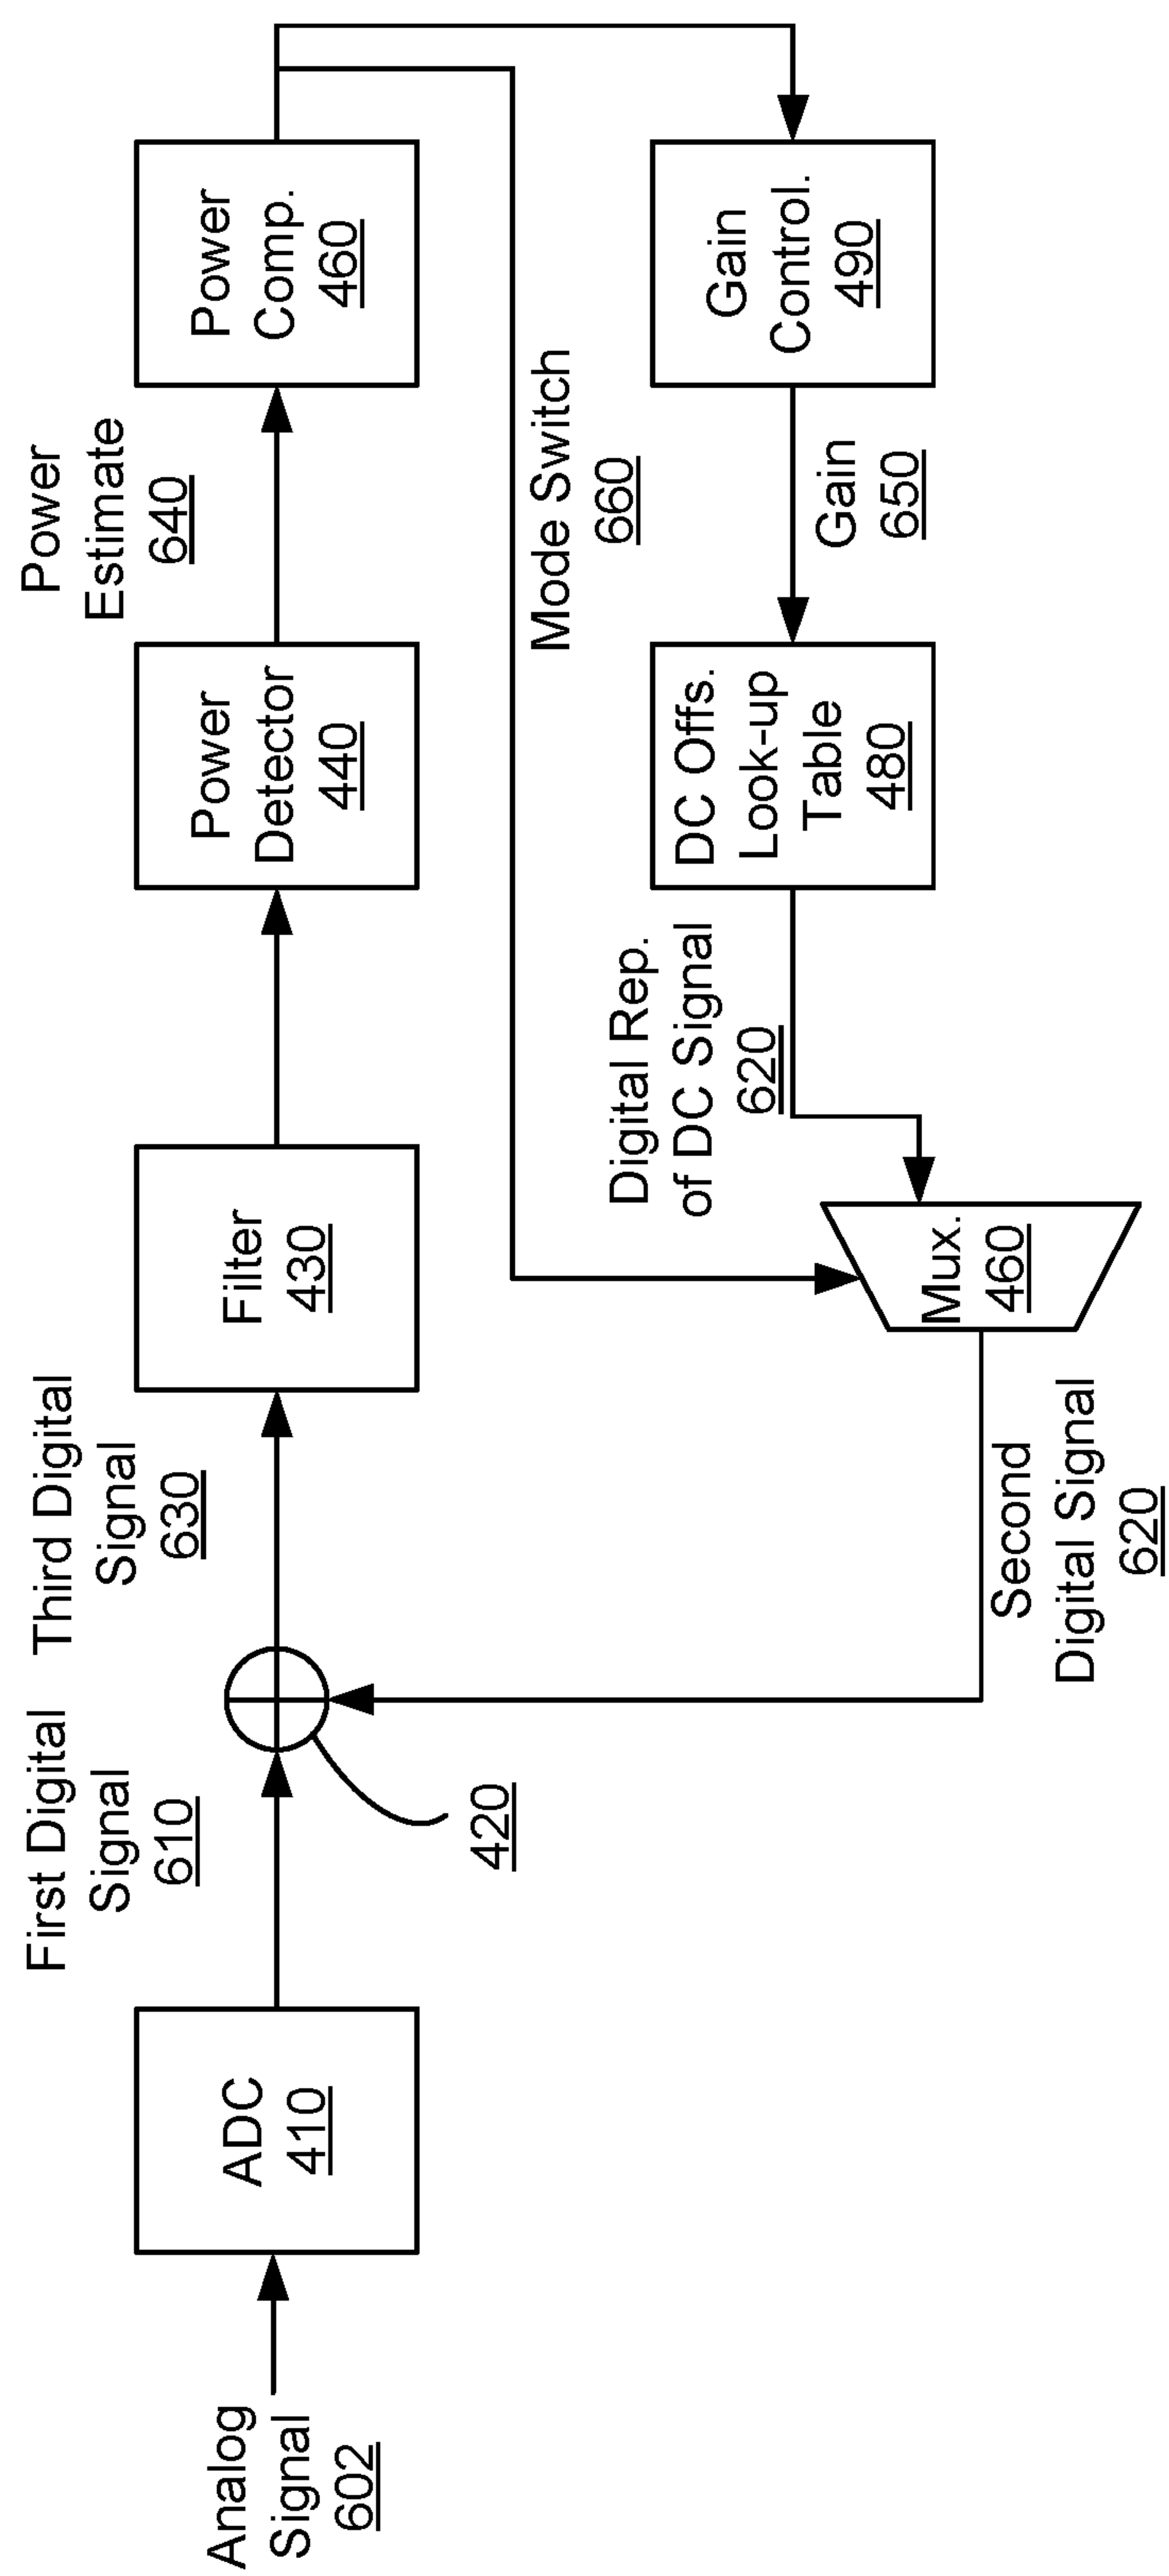 Analog
Signal
602
ADC
410
First Digital
Signal
610
420
Third Digital
Signal
630
Filter
430
Power
Detector
440
Power
Estimate
640
Power
Comp.
460
Mode Switch
660
Gain
Control.
490
Gain
650
DC Offs.
Look-up
Table
480
Digital Rep.
of DC Signal
620
Mux.
460
Second
Digital Signal
620